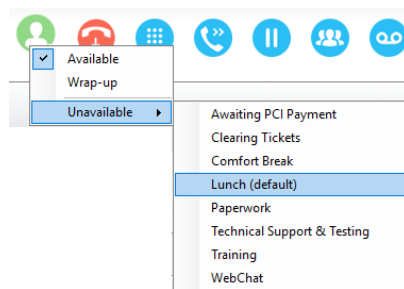 Available
Wrap-up
Unavailable
Awaiting PCI Payment
Clearing Tickets
Comfort Break
Lunch (default)
Paperwork
Technical Support & Testing
Training
WebChat